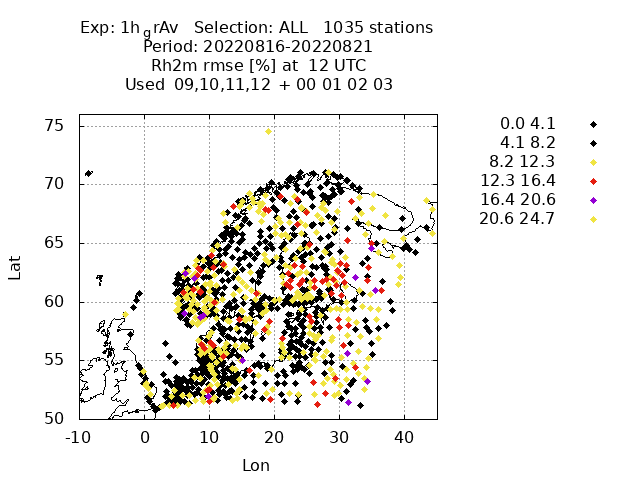 Exp: 1h_grAv   Selection: ALL   1035 stations
Period: 20220816-20220821
Rh2m rmse [%] at  12 UTC
Used  09,10,11,12  + 00 01 02 03
0.0 4.1
4.1 8.2
8.2 12.3
12.3 16.4
16.4 20.6
20.6 24.7
75
70
65
60
55
50
Lat
-10 0 10 20 30 40
Lon